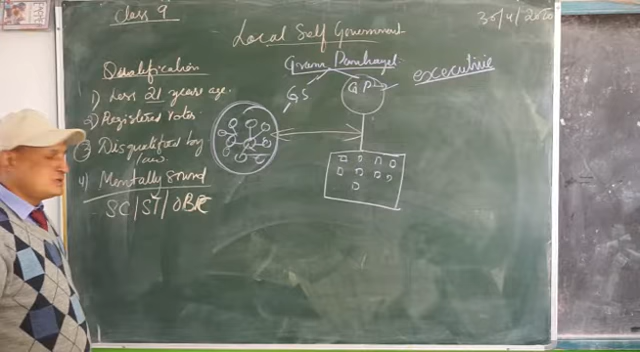 Class 9
30/4/2020
Local Self Government
Gram Panchayat
executive
GS
GP
Qualification
1) Less 21 years age.
2) Registered voter.
3) Disqualified by law
4) Mentally Sound
SC/ST/OBC